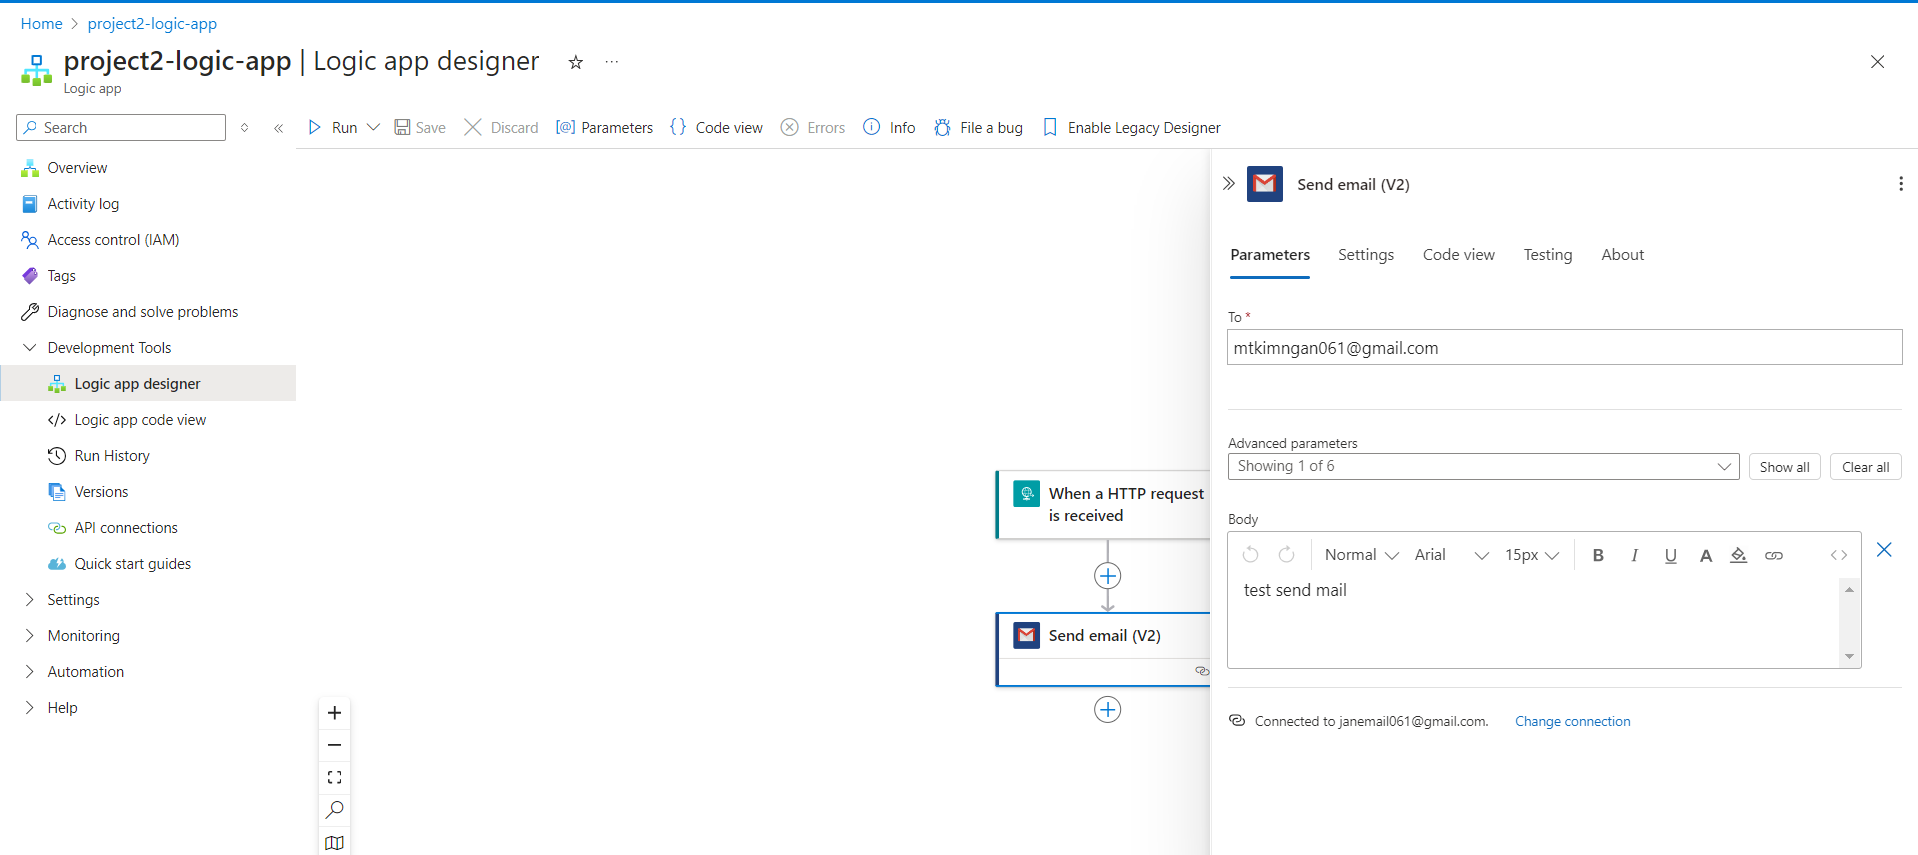 Home > project2-logic-app
project2-logic-app | Logic app designer
Logic app
Search
Run Save Discard Parameters Code view Errors Info File a bug Enable Legacy Designer
Overview
Activity log
Access control (IAM)
Tags
Diagnose and solve problems
Development Tools
Logic app designer
Logic app code view
Run History
Versions
API connections
Quick start guides
Settings
Monitoring
Automation
Help
When a HTTP request
is received
Send email (V2)
Send email (V2)
Parameters Settings Code view Testing About
To *
mtkimngan061@gmail.com
Advanced parameters
Showing 1 of 6 Show all Clear all
Body
Normal Arial 15px B I U A
test send mail
Connected to janemail061@gmail.com. Change connection